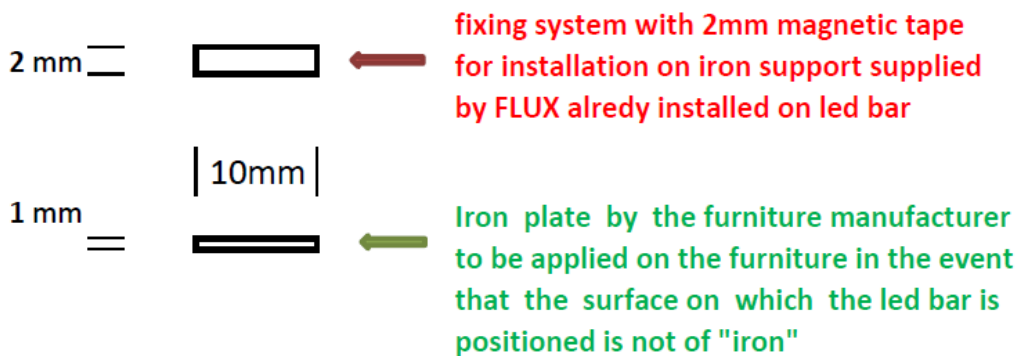 fixing system with 2mm magnetic tape
2 mm
for installation on iron support supplied
by FLUX alredy installed on led bar
10mm
1 mm
Iron plate by the furniture manufacturer
to be applied on the furniture in the event
that the surface on which the led bar is
positioned is not of "iron"